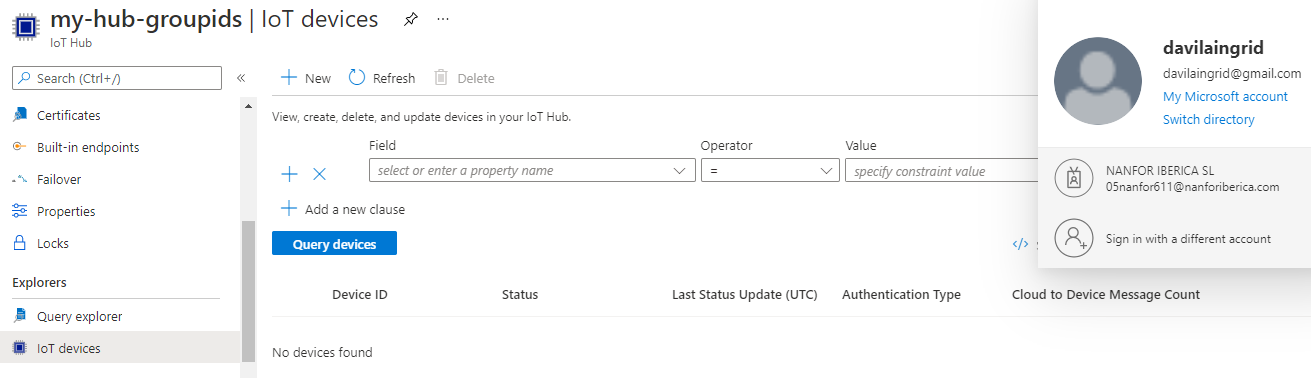 my-hub-groupids | IoT devices
IoT Hub
Search (Ctrl+/)
Certificates
Built-in endpoints
Failover
Properties
Locks
Explorers
Query explorer
IoT devices
New
Refresh
Delete
View, create, delete, and update devices in your IoT Hub.
Field
Operator
Value
select or enter a property name
=
specify constraint value
Add a new clause
Query devices
</>
Device ID
Status
Last Status Update (UTC)
Authentication Type
Cloud to Device Message Count
No devices found
davilaingrid
davilaingrid@gmail.com
My Microsoft account
Switch directory
NANFOR IBERICA SL
05nanfor611@nanforiberica.com
Sign in with a different account